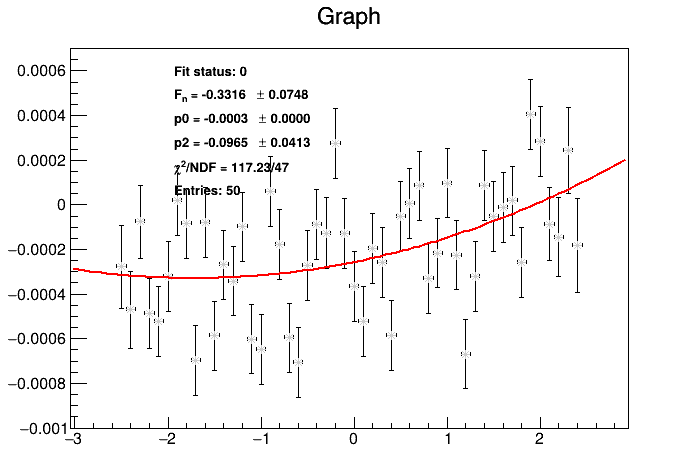 Graph
Fit status: 0
Fn = -0.3316 ± 0.0748
p0 = -0.0003 ± 0.0000
p2 = -0.0965 ± 0.0413
χ²/NDF = 117.23/47
Entries: 50
0.0006
0.0004
0.0002
0
−0.0002
−0.0004
−0.0006
−0.0008
−0.001
−3 −2 −1 0 1 2